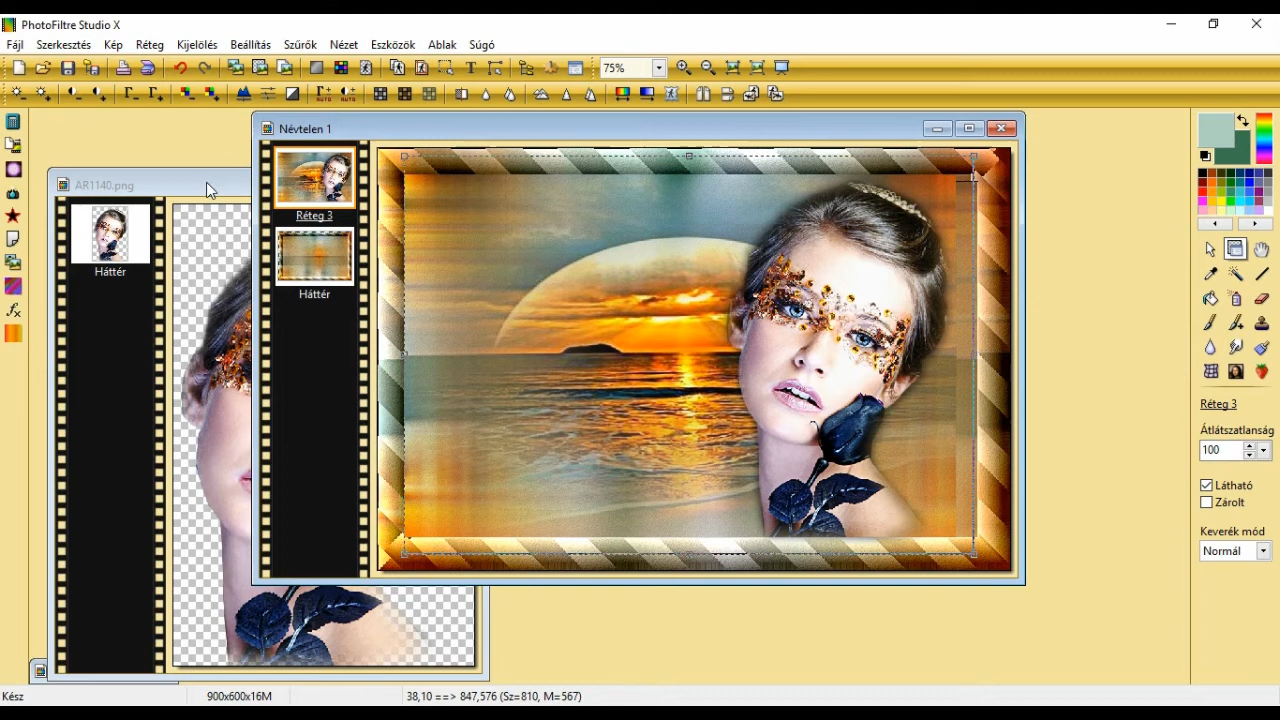 PhotoFiltre Studio X
Fájl Szerkesztés Kép Réteg Kijelölés Beállítás Szűrők Nézet Eszközök Ablak Súgó
75%
AUTO AUTO
Névtelen 1
AR1140.png
Réteg 3
Háttér
Háttér
Réteg 3
Átlátszatlanság
100
Látható
Zárolt
Keverék mód
Normál
Kész
900x600x16M
38,10 ==> 847,576 (Sz=810, M=567)